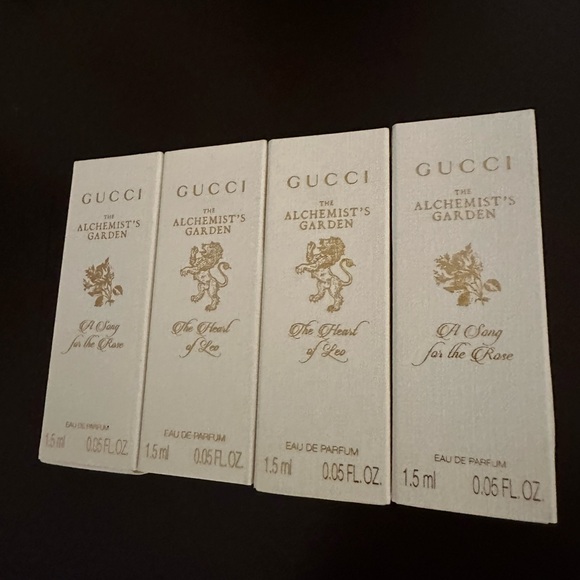 GUCCI
THE
ALCHEMIST'S
GARDEN
A Song
for the Rose
EAU DE PARFUM
1.5 ml 0.05 FL.OZ.
GUCCI
THE
ALCHEMIST'S
GARDEN
The Heart
of Leo
EAU DE PARFUM
1.5 ml 0.05 FL.OZ.
GUCCI
THE
ALCHEMIST'S
GARDEN
The Heart
of Leo
EAU DE PARFUM
1.5 ml 0.05 FL.OZ.
GUCCI
THE
ALCHEMIST'S
GARDEN
A Song
for the Rose
EAU DE PARFUM
1.5 ml 0.05 FL.OZ.